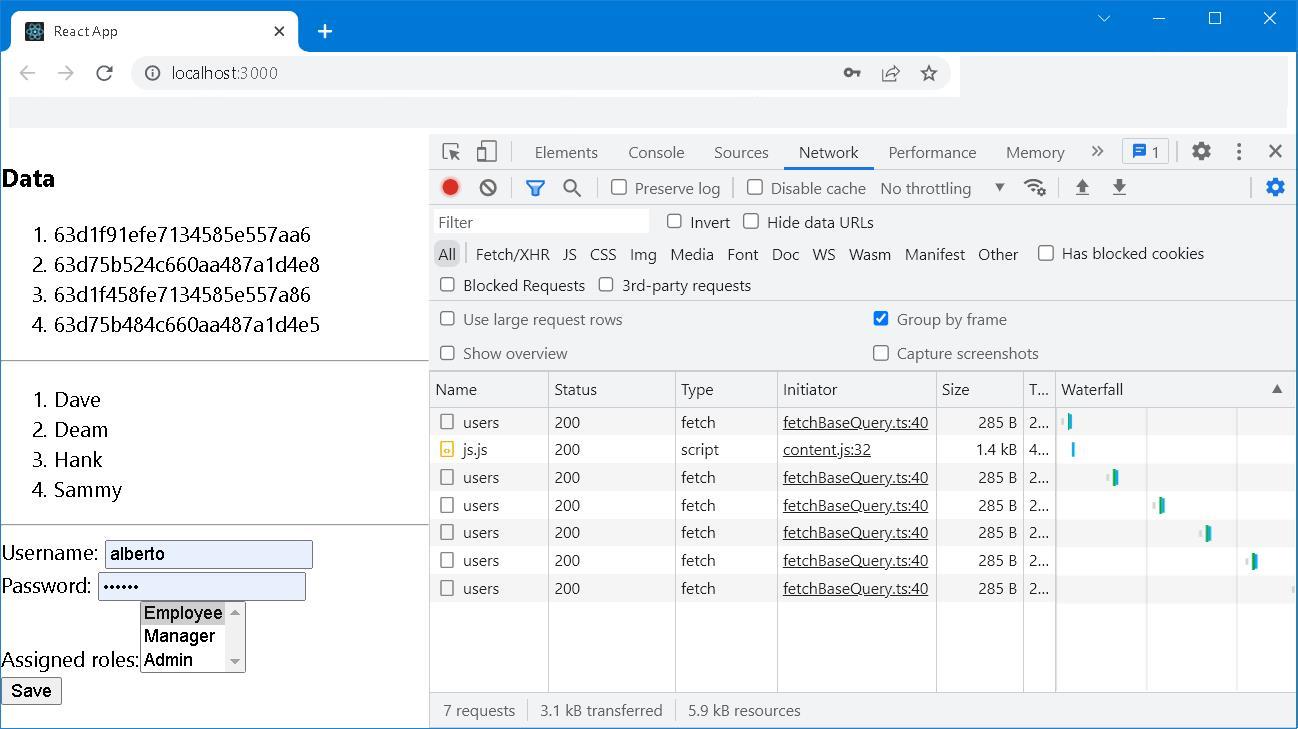 React App
localhost:3000
Data
1. 63d1f91efe7134585e557aa6
2. 63d75b524c660aa487a1d4e8
3. 63d1f458fe7134585e557a86
4. 63d75b484c660aa487a1d4e5
1. Dave
2. Deam
3. Hank
4. Sammy
Username: alberto
Password: ••••••
Employee
Manager
Assigned roles: Admin
Save
Elements Console Sources Network Performance Memory » 1
Preserve log Disable cache No throttling
Filter Invert Hide data URLs
All Fetch/XHR JS CSS Img Media Font Doc WS Wasm Manifest Other Has blocked cookies
Blocked Requests 3rd-party requests
Use large request rows Group by frame
Show overview Capture screenshots
Name Status Type Initiator Size T... Waterfall
users 200 fetch fetchBaseQuery.ts:40 285 B 2...
js.js 200 script content.js:32 1.4 kB 4...
users 200 fetch fetchBaseQuery.ts:40 285 B 2...
users 200 fetch fetchBaseQuery.ts:40 285 B 2...
users 200 fetch fetchBaseQuery.ts:40 285 B 2...
users 200 fetch fetchBaseQuery.ts:40 285 B 2...
users 200 fetch fetchBaseQuery.ts:40 285 B 2...
7 requests 3.1 kB transferred 5.9 kB resources